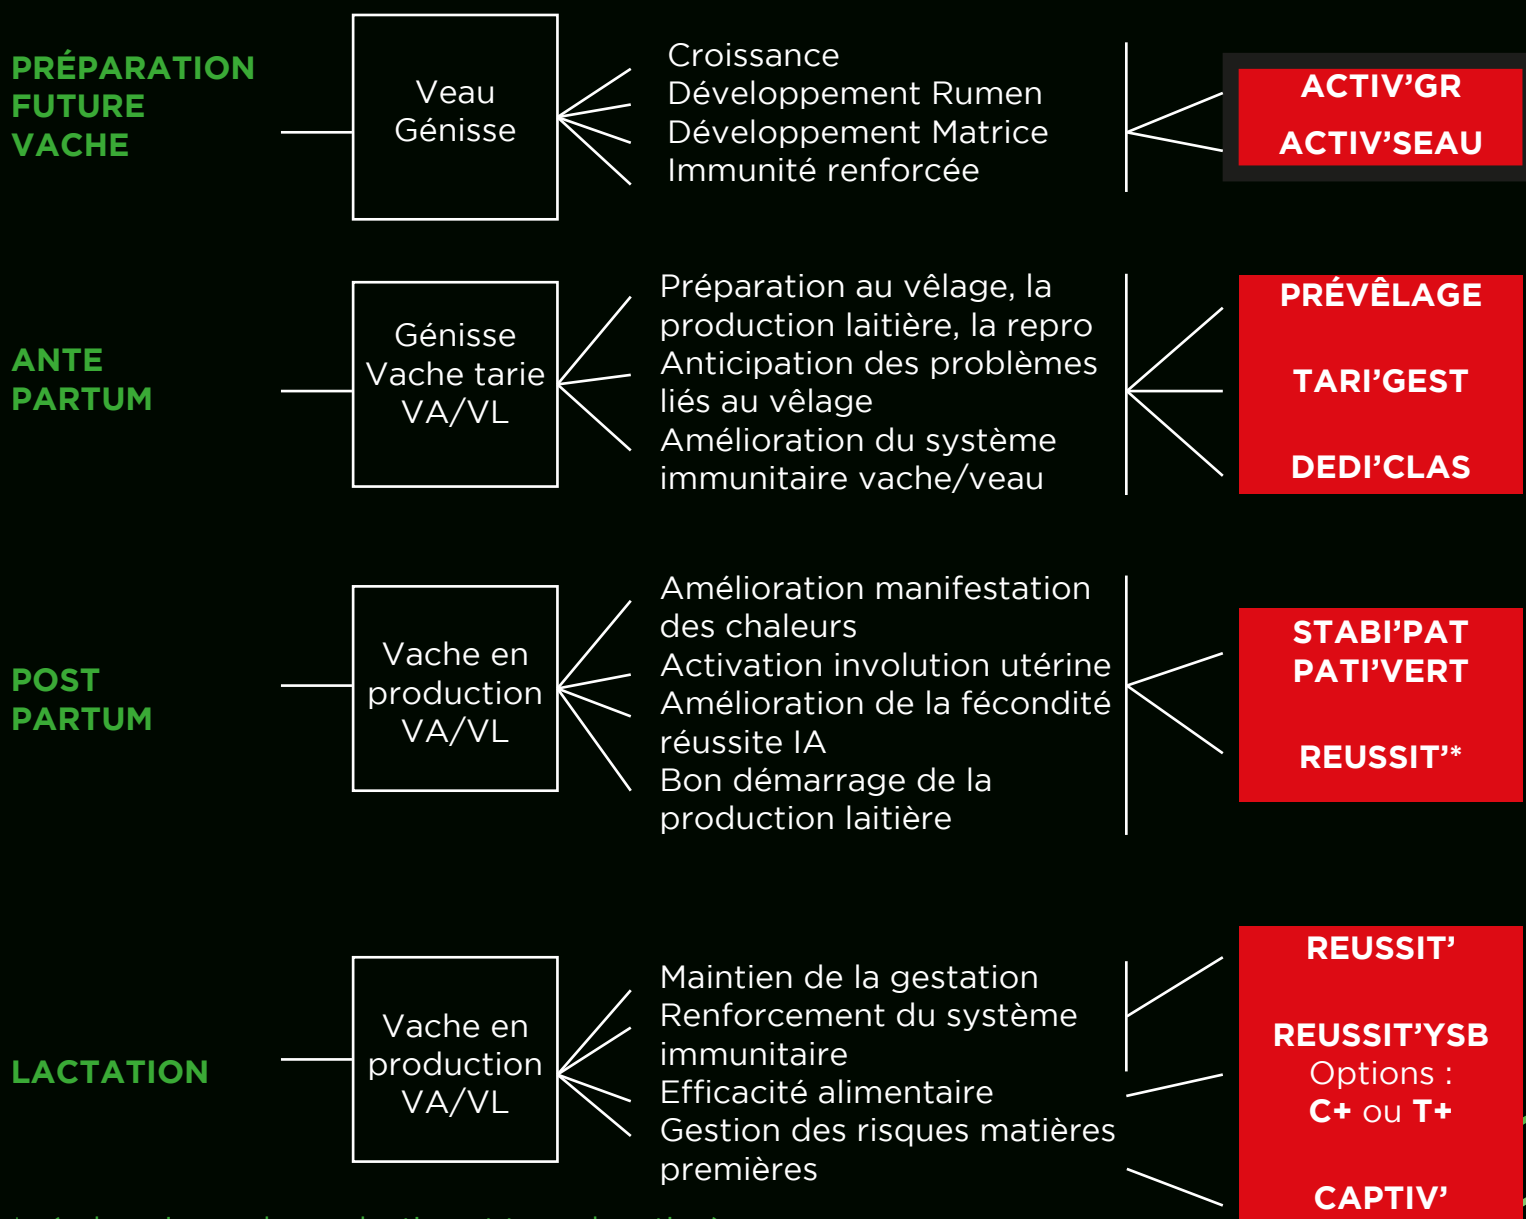 PRÉPARATION
FUTURE
VACHE
Veau
Génisse
Croissance
Développement Rumen
Développement Matrice
Immunité renforcée
ACTIV’GR
ACTIV’SEAU
ANTE
PARTUM
Génisse
Vache tarie
VA/VL
Préparation au vêlage, la
production laitière, la repro
Anticipation des problèmes
liés au vêlage
Amélioration du système
immunitaire vache/veau
PRÉVÊLAGE
TARI’GEST
DEDI’CLAS
POST
PARTUM
Vache en
production
VA/VL
Amélioration manifestation
des chaleurs
Activation involution utérine
Amélioration de la fécondité
réussite IA
Bon démarrage de la
production laitière
STABI’PAT
PATI’VERT
REUSSIT’*
LACTATION
Vache en
production
VA/VL
Maintien de la gestation
Renforcement du système
immunitaire
Efficacité alimentaire
Gestion des risques matières
premières
REUSSIT’
REUSSIT’YSB
Options :
C+ ou T+
CAPTIV’